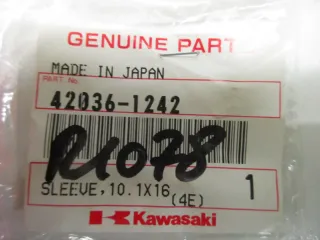 GENUINE PART
MADE IN JAPAN
PART No.
42036-1242
R1078
SLEEVE,10.1X16
(4E)
1
Kawasaki